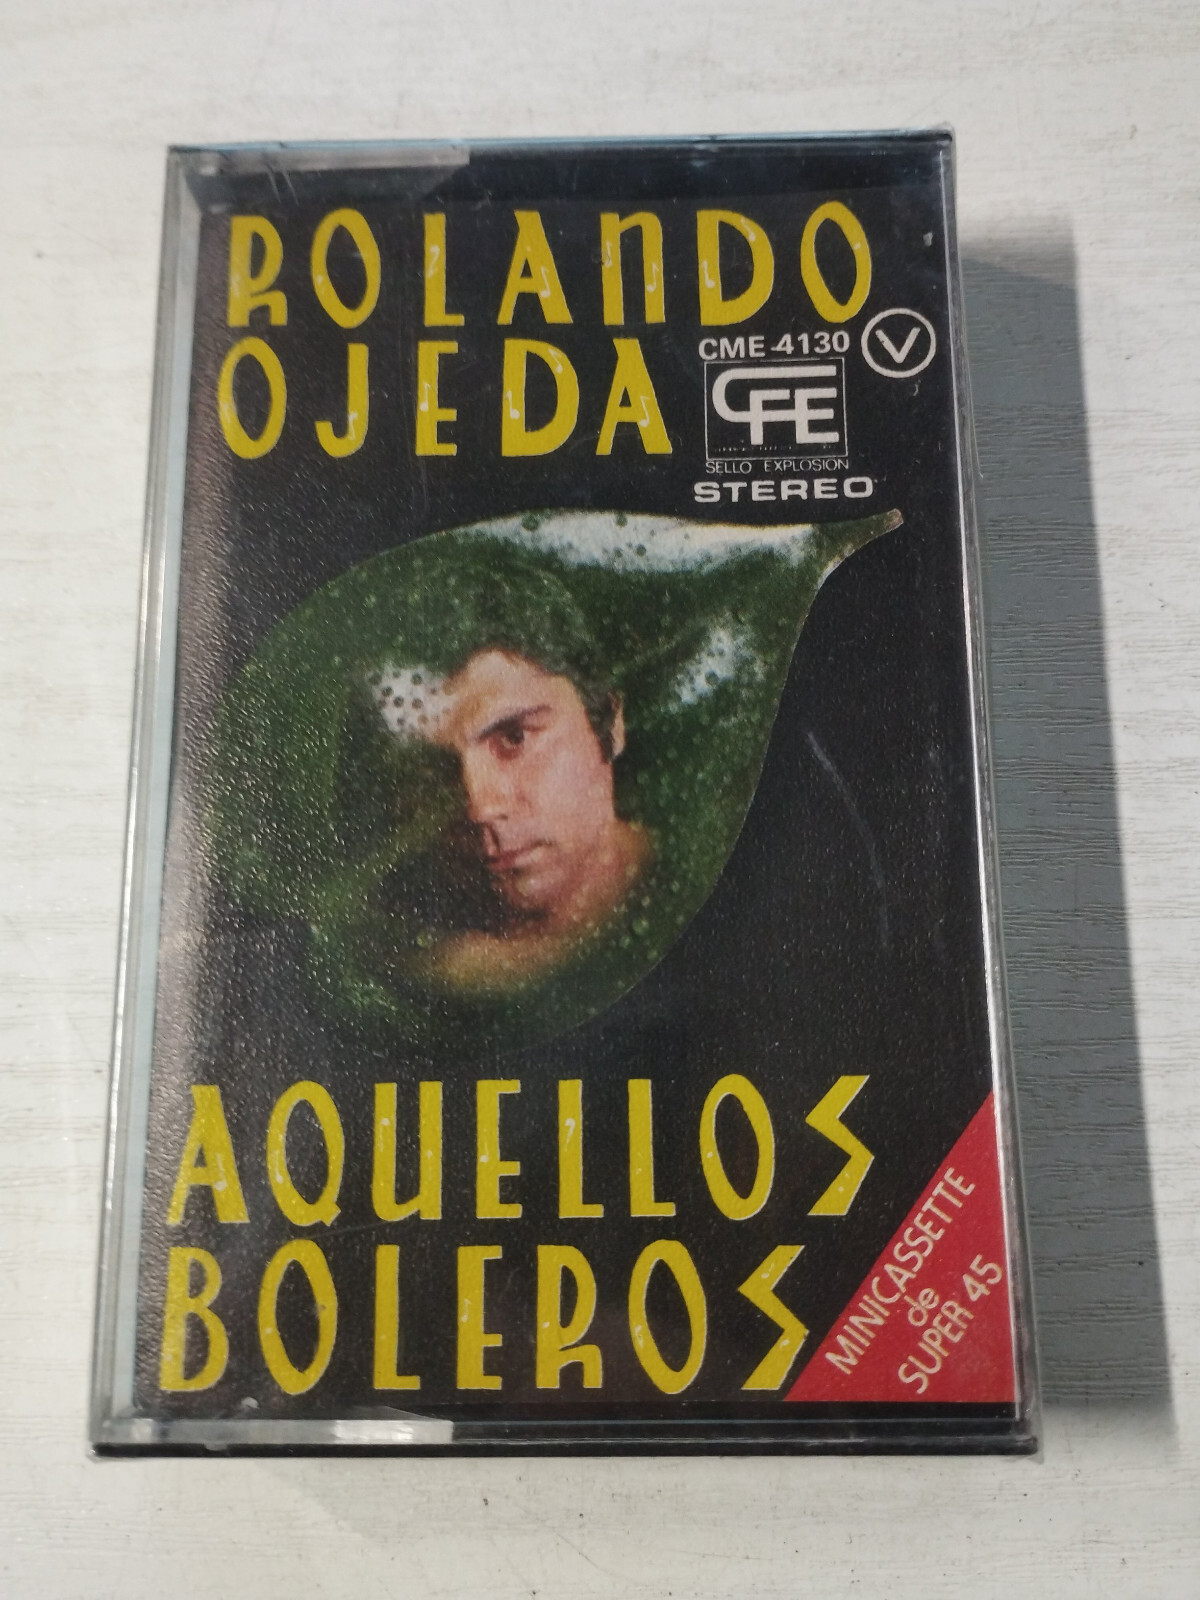 ROLANDO
OJEDA
CME-4130 V
CFE
SELLO EXPLOSION
STEREO
AQUELLOS
BOLEROS
MINICASSETTE
de
SUPER 45